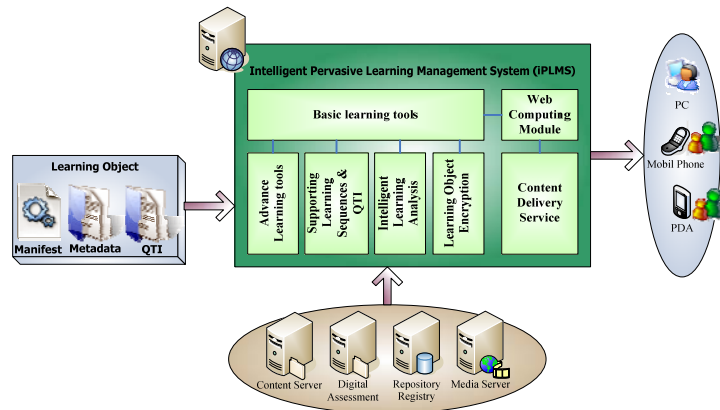 Intelligent Pervasive Learning Management System (iPLMS)
Basic learning tools
Web
Computing
Module
Advance
Learning tools
Supporting
Learning
Sequences &
QTI
Intelligent
Learning
Analysis
Learning Object
Encryption
Content
Delivery
Service
Learning Object
Manifest
Metadata
QTI
PC
Mobil Phone
PDA
Content Server
Digital
Assessment
Repository
Registry
Media Server